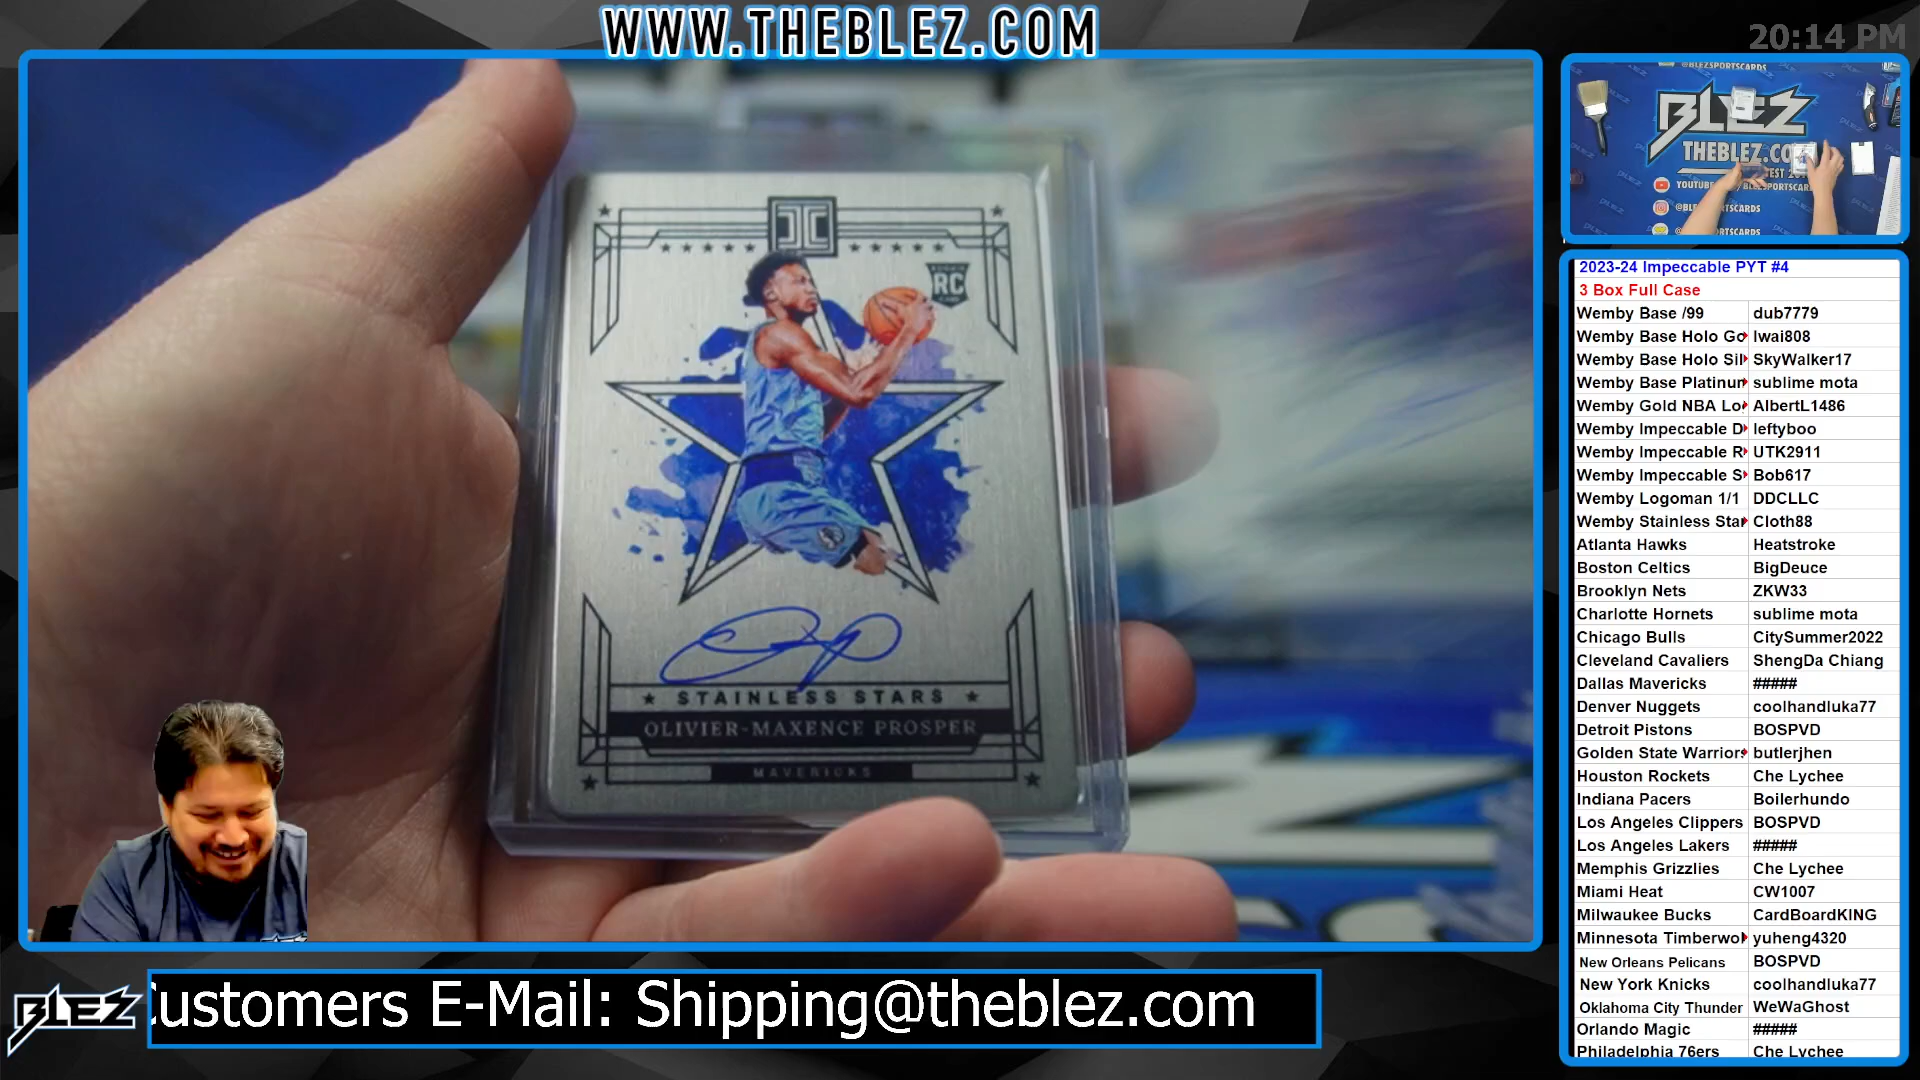 WWW.THEBLEZ.COM
20:14 PM
ROOKIE
RC
CARD
STAINLESS STARS
OLIVIER-MAXENCE PROSPER
MAVERICKS
@BLEZSPORTSCARDS
BLEZ
2023-24 Impeccable PYT #4
3 Box Full Case
Wemby Base /99 dub7779
Wemby Base Holo Go lwai808
Wemby Base Holo Sil SkyWalker17
Wemby Base Platinum sublime mota
Wemby Gold NBA Lo AlbertL1486
Wemby Impeccable D leftyboo
Wemby Impeccable R UTK2911
Wemby Impeccable S Bob617
Wemby Logoman 1/1 DDCLLC
Wemby Stainless Star Cloth88
Atlanta Hawks Heatstroke
Boston Celtics BigDeuce
Brooklyn Nets ZKW33
Charlotte Hornets sublime mota
Chicago Bulls CitySummer2022
Cleveland Cavaliers ShengDa Chiang
Dallas Mavericks #####
Denver Nuggets coolhandluka77
Detroit Pistons BOSPVD
Golden State Warriors butlerjhen
Houston Rockets Che Lychee
Indiana Pacers Boilerhundo
Los Angeles Clippers BOSPVD
Los Angeles Lakers #####
Memphis Grizzlies Che Lychee
Miami Heat CW1007
Milwaukee Bucks CardBoardKING
Minnesota Timberwol yuheng4320
New Orleans Pelicans BOSPVD
New York Knicks coolhandluka77
Oklahoma City Thunder WeWaGhost
Orlando Magic #####
Philadelphia 76ers Che Lychee
BLEZ
ustomers E-Mail: Shipping@theblez.com